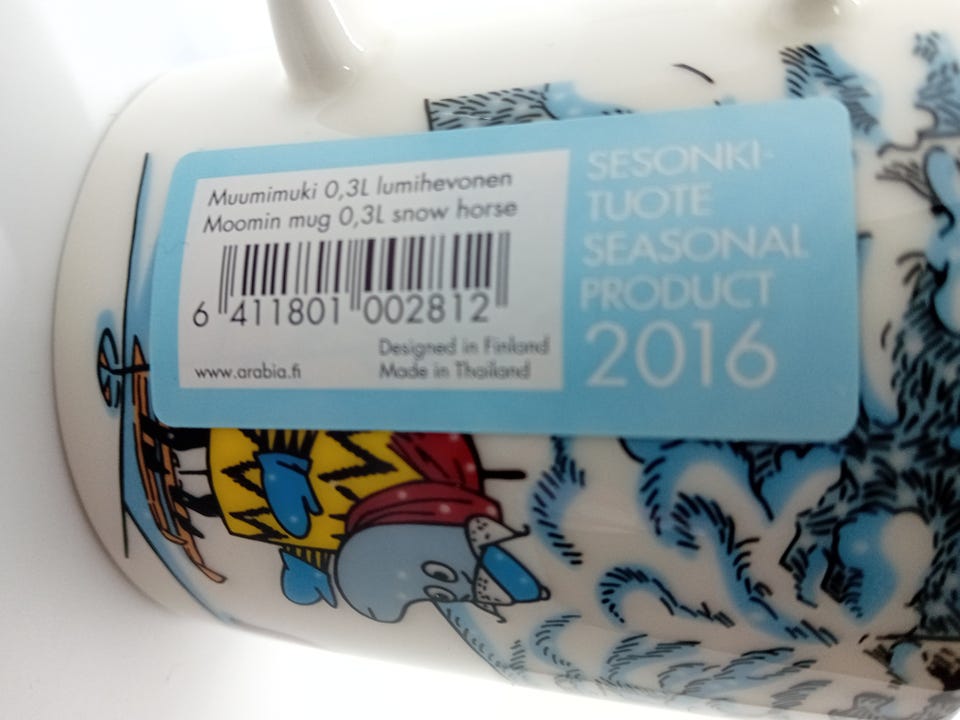 Muumimuki 0,3L lumihevonen
Moomin mug 0,3L snow horse
6 411801 002812
Designed in Finland
www.arabia.fi Made in Thailand
SESONKI-
TUOTE
SEASONAL
PRODUCT
2016